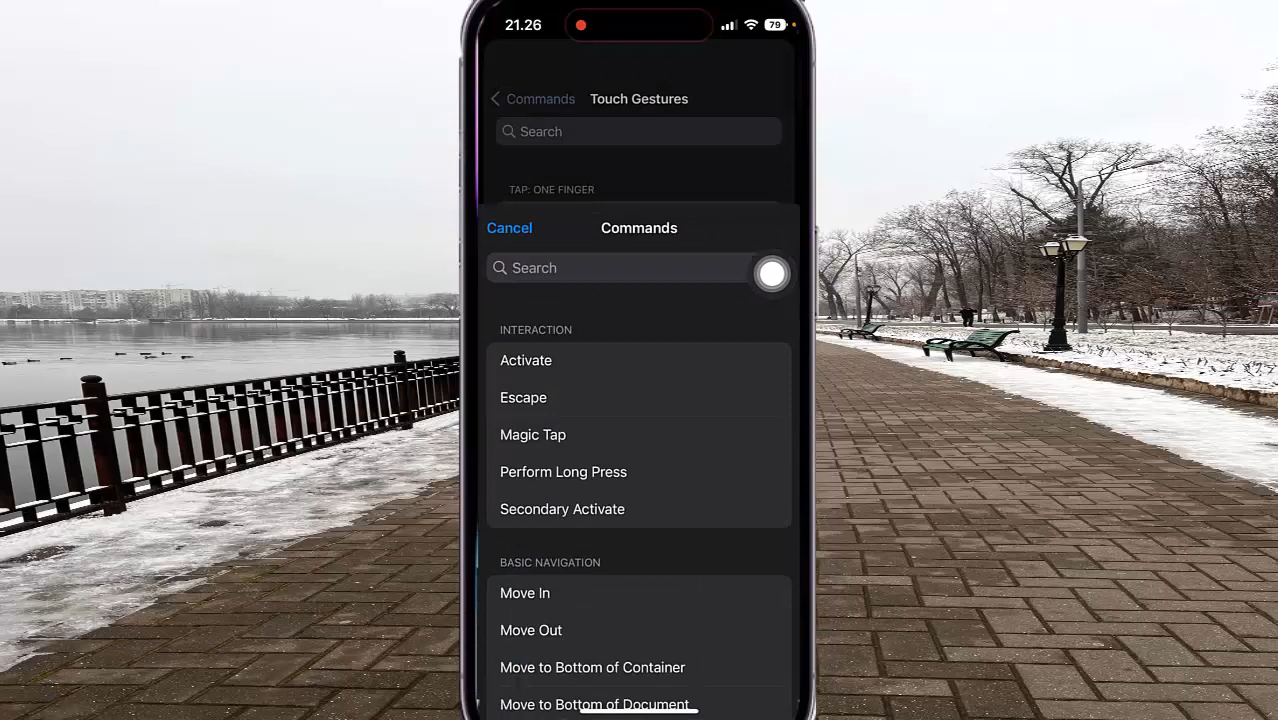 21.26
79
Commands
Touch Gestures
Search
TAP: ONE FINGER
Cancel
Commands
Search
INTERACTION
Activate
Escape
Magic Tap
Perform Long Press
Secondary Activate
BASIC NAVIGATION
Move In
Move Out
Move to Bottom of Container
Move to Bottom of Document